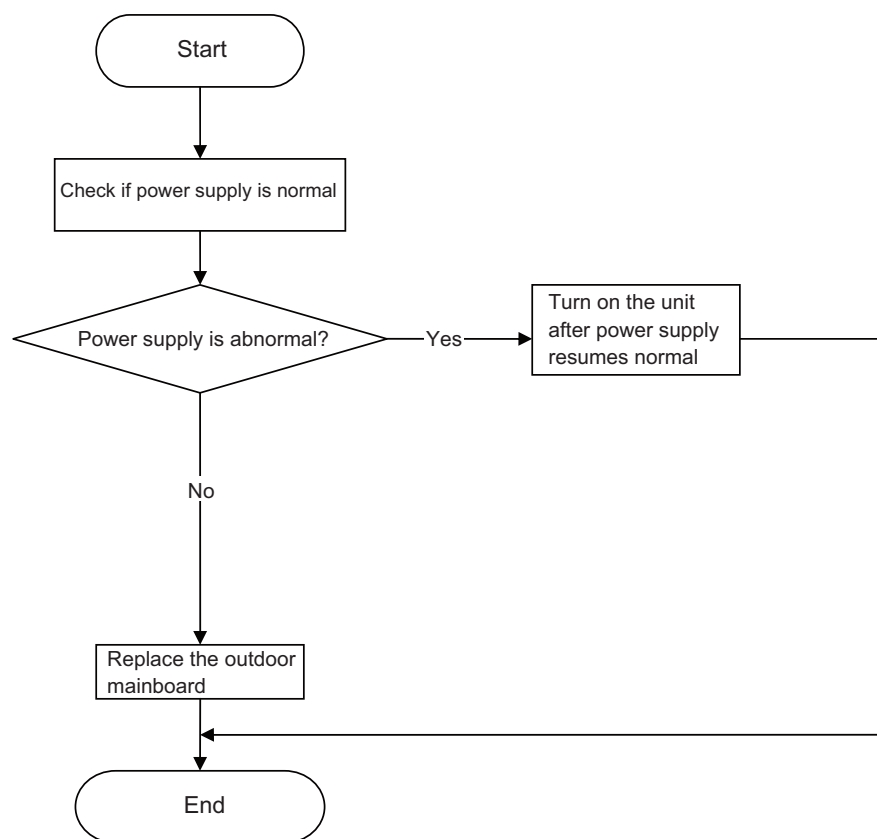 Start
Check if power supply is normal
Power supply is abnormal?
Yes
Turn on the unit
after power supply
resumes normal
No
Replace the outdoor
mainboard
End